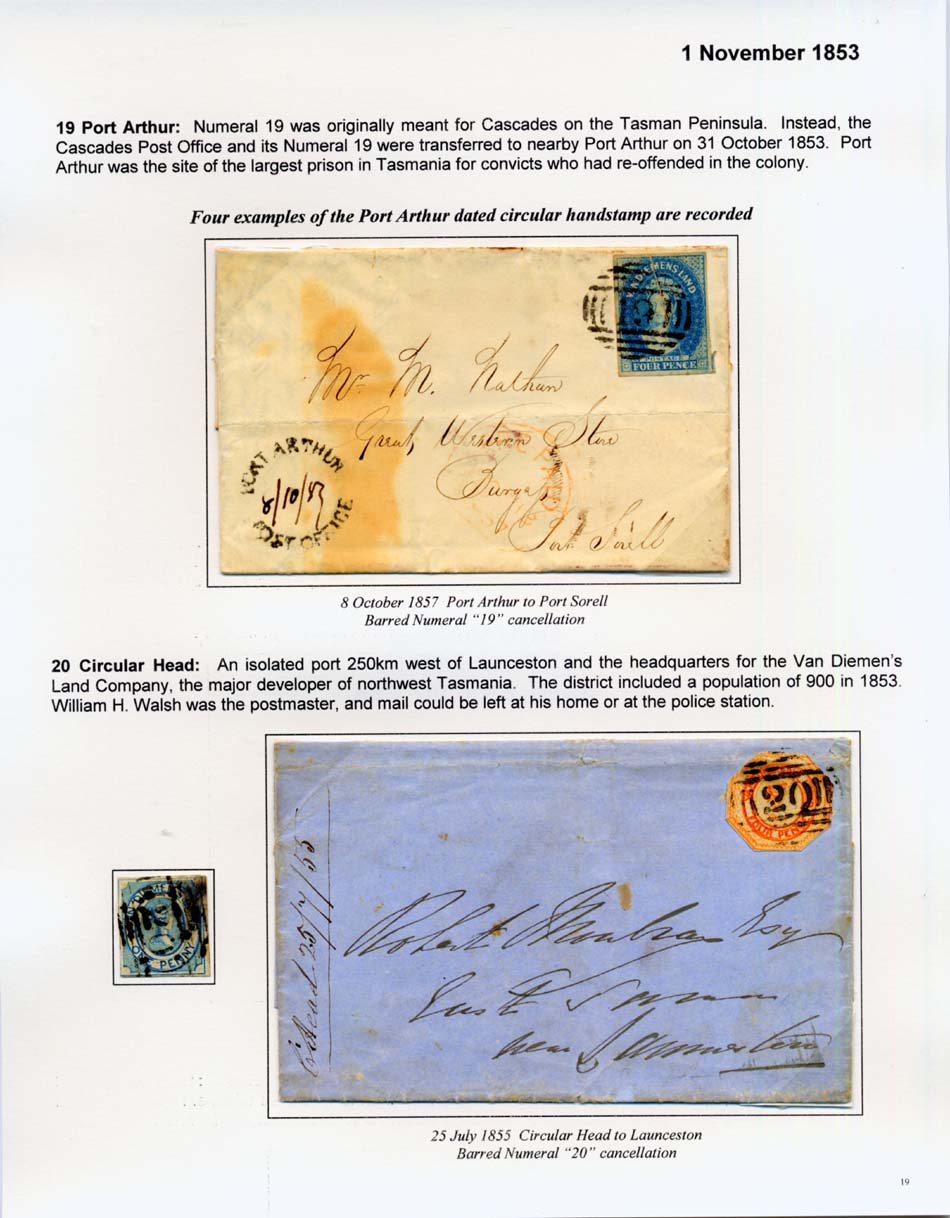 1 November 1853
19 Port Arthur: Numeral 19 was originally meant for Cascades on the Tasman Peninsula. Instead, the
Cascades Post Office and its Numeral 19 were transferred to nearby Port Arthur on 31 October 1853. Port
Arthur was the site of the largest prison in Tasmania for convicts who had re-offended in the colony.
Four examples of the Port Arthur dated circular handstamp are recorded
VAN DIEMENS LAND
19
POSTAGE
FOUR PENCE
Mr. M. Nathan
Great Western Store
Burgess
Port Sorell
PAID
PORT ARTHUR
8/10/57
POST OFFICE
8 October 1857 Port Arthur to Port Sorell
Barred Numeral "19" cancellation
20 Circular Head: An isolated port 250km west of Launceston and the headquarters for the Van Diemen's
Land Company, the major developer of northwest Tasmania. The district included a population of 900 in 1853.
William H. Walsh was the postmaster, and mail could be left at his home or at the police station.
20
FOUR PENCE
C. Head 25/7/55
Robert Esq
near Launceston
20
ONE PENNY
25 July 1855 Circular Head to Launceston
Barred Numeral "20" cancellation
19